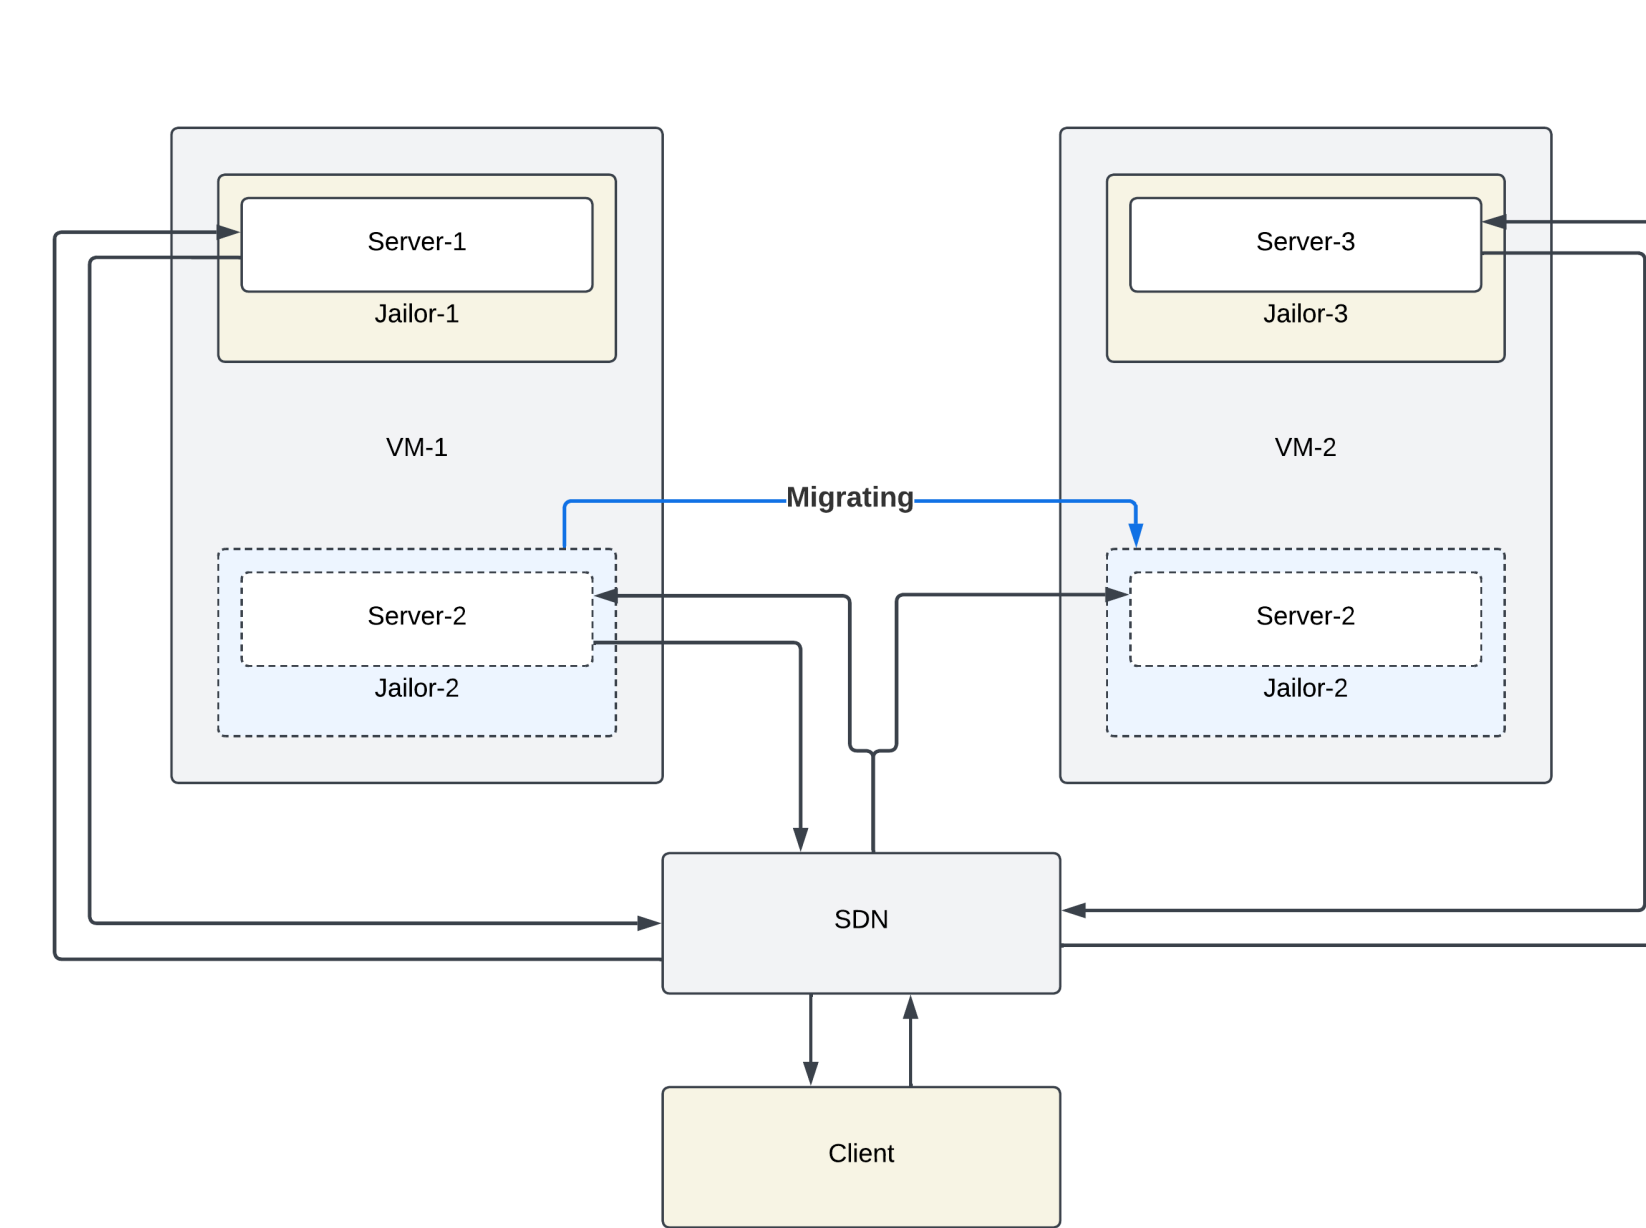 Server-1
Jailor-1
VM-1
Server-2
Jailor-2
Migrating
Server-3
Jailor-3
VM-2
Server-2
Jailor-2
SDN
Client